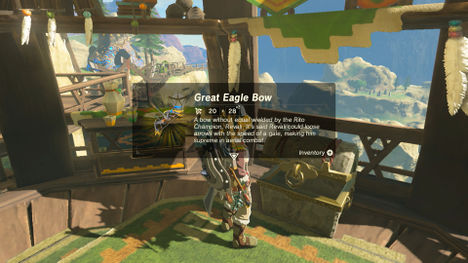 Great Eagle Bow
20 28
A bow without equal wielded by the Rito
Champion, Revali. It's said Revali could loose
arrows with the speed of a gale, making him
supreme in aerial combat.
Inventory